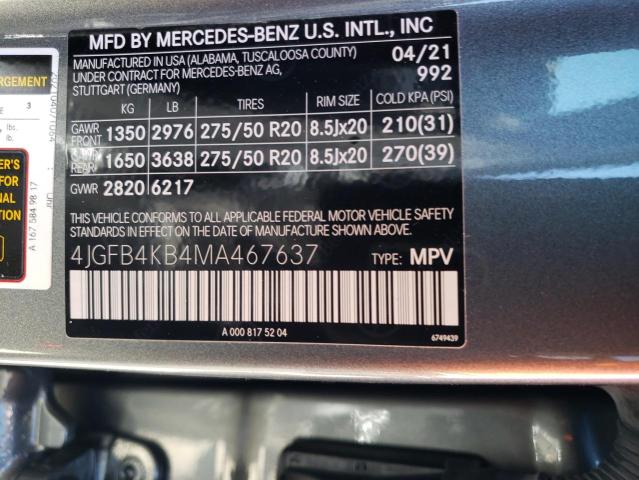 MFD BY MERCEDES-BENZ U.S. INTL., INC
MANUFACTURED IN USA (ALABAMA, TUSCALOOSA COUNTY) 04/21
UNDER CONTRACT FOR MERCEDES-BENZ AG, 992
STUTTGART (GERMANY)
KG LB TIRES RIM SIZE COLD KPA (PSI)
GAWR FRONT 1350 2976 275/50 R20 8.5Jx20 210(31)
REAR 1650 3638 275/50 R20 8.5Jx20 270(39)
GVWR 2820 6217
THIS VEHICLE CONFORMS TO ALL APPLICABLE FEDERAL MOTOR VEHICLE SAFETY
STANDARDS IN EFFECT ON THE DATE OF MANUFACTURE SHOWN ABOVE
4JGFB4KB4MA467637 TYPE: MPV
A 000 817 52 04
6749439
3
lbs.
FOR
A 167 584 98 17